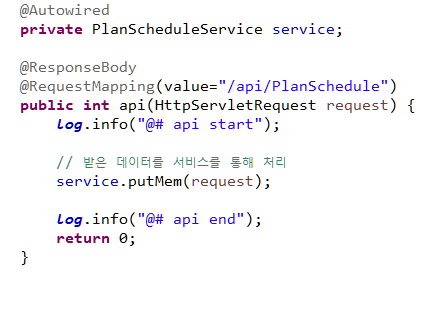 @Autowired
private PlanScheduleService service;
@ResponseBody
@RequestMapping(value="/api/PlanSchedule")
public int api(HttpServletRequest request) {
log.info("@# api start");
// 받은 데이터를 서비스를 통해 처리
service.putMem(request);
log.info("@# api end");
return 0;
}